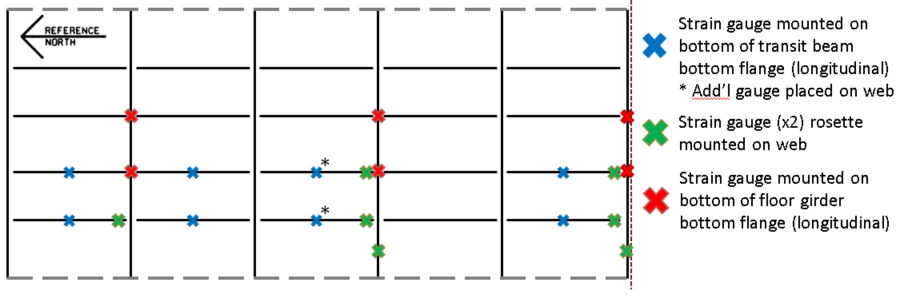 REFERENCE
NORTH
Strain gauge mounted on
bottom of transit beam
bottom flange (longitudinal)
* Add'l gauge placed on web
Strain gauge (x2) rosette
mounted on web
Strain gauge mounted on
bottom of floor girder
bottom flange (longitudinal)
*
*